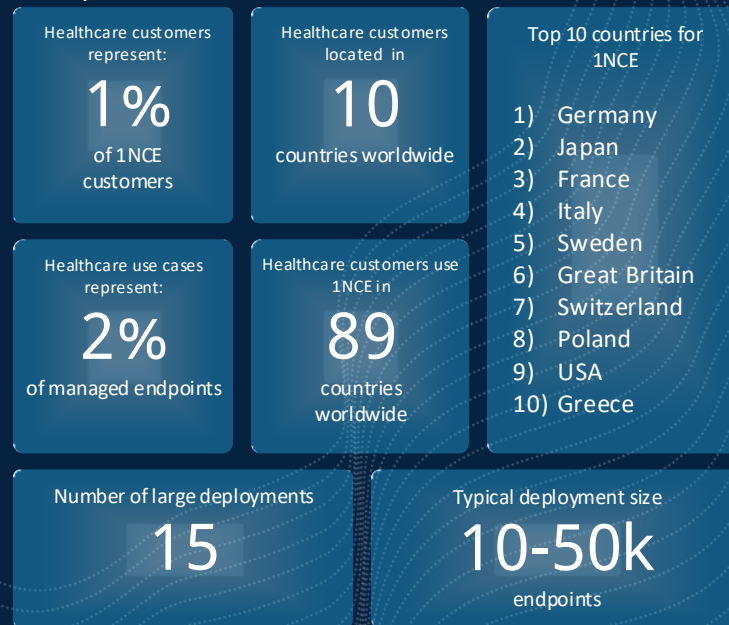 Healthcare customers
represent:
1%
of 1NCE
customers
Healthcare customers
located in
10
countries worldwide
Top 10 countries for
1NCE
1) Germany
2) Japan
3) France
4) Italy
5) Sweden
6) Great Britain
7) Switzerland
8) Poland
9) USA
10) Greece
Healthcare use cases
represent:
2%
of managed endpoints
Healthcare customers use
1NCE in
89
countries
worldwide
Number of large deployments
15
Typical deployment size
10-50k
endpoints